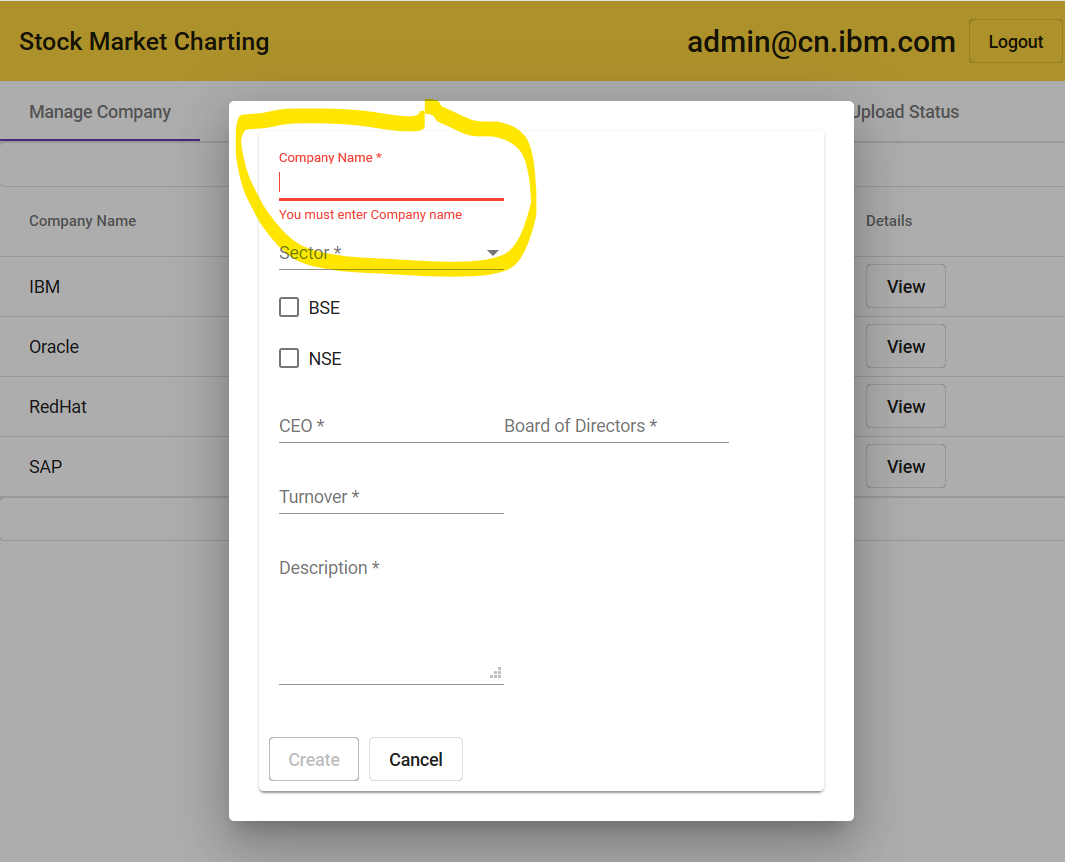 Stock Market Charting
admin@cn.ibm.com
Logout
Manage Company
Upload Status
Company Name
Details
IBM
View
Oracle
View
RedHat
View
SAP
View
Company Name *
You must enter Company name
Sector *
BSE
NSE
CEO *
Board of Directors *
Turnover *
Description *
Create
Cancel